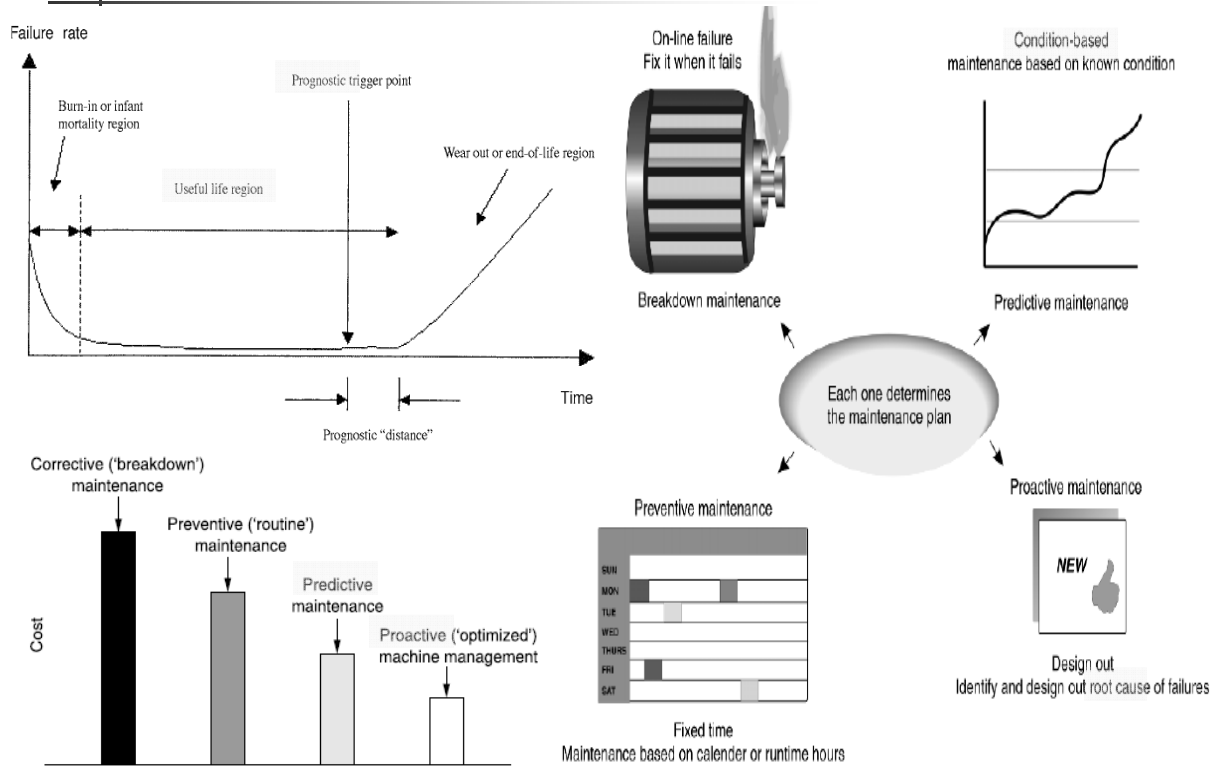 Failure rate
Prognostic trigger point
Burn-in or infant
mortality region
Wear out or end-of-life region
Useful life region
Time
Prognostic “distance”
On-line failure
Fix it when it fails
Breakdown maintenance
Condition-based
maintenance based on known condition
Predictive maintenance
Each one determines
the maintenance plan
Corrective (‘breakdown’)
maintenance
Preventive (‘routine’)
maintenance
Predictive
maintenance
Proactive (‘optimized’)
machine management
Cost
Preventive maintenance
SUN
MON
TUE
WED
THURS
FRI
SAT
Fixed time
Maintenance based on calender or runtime hours
Proactive maintenance
NEW
Design out
Identify and design out root cause of failures